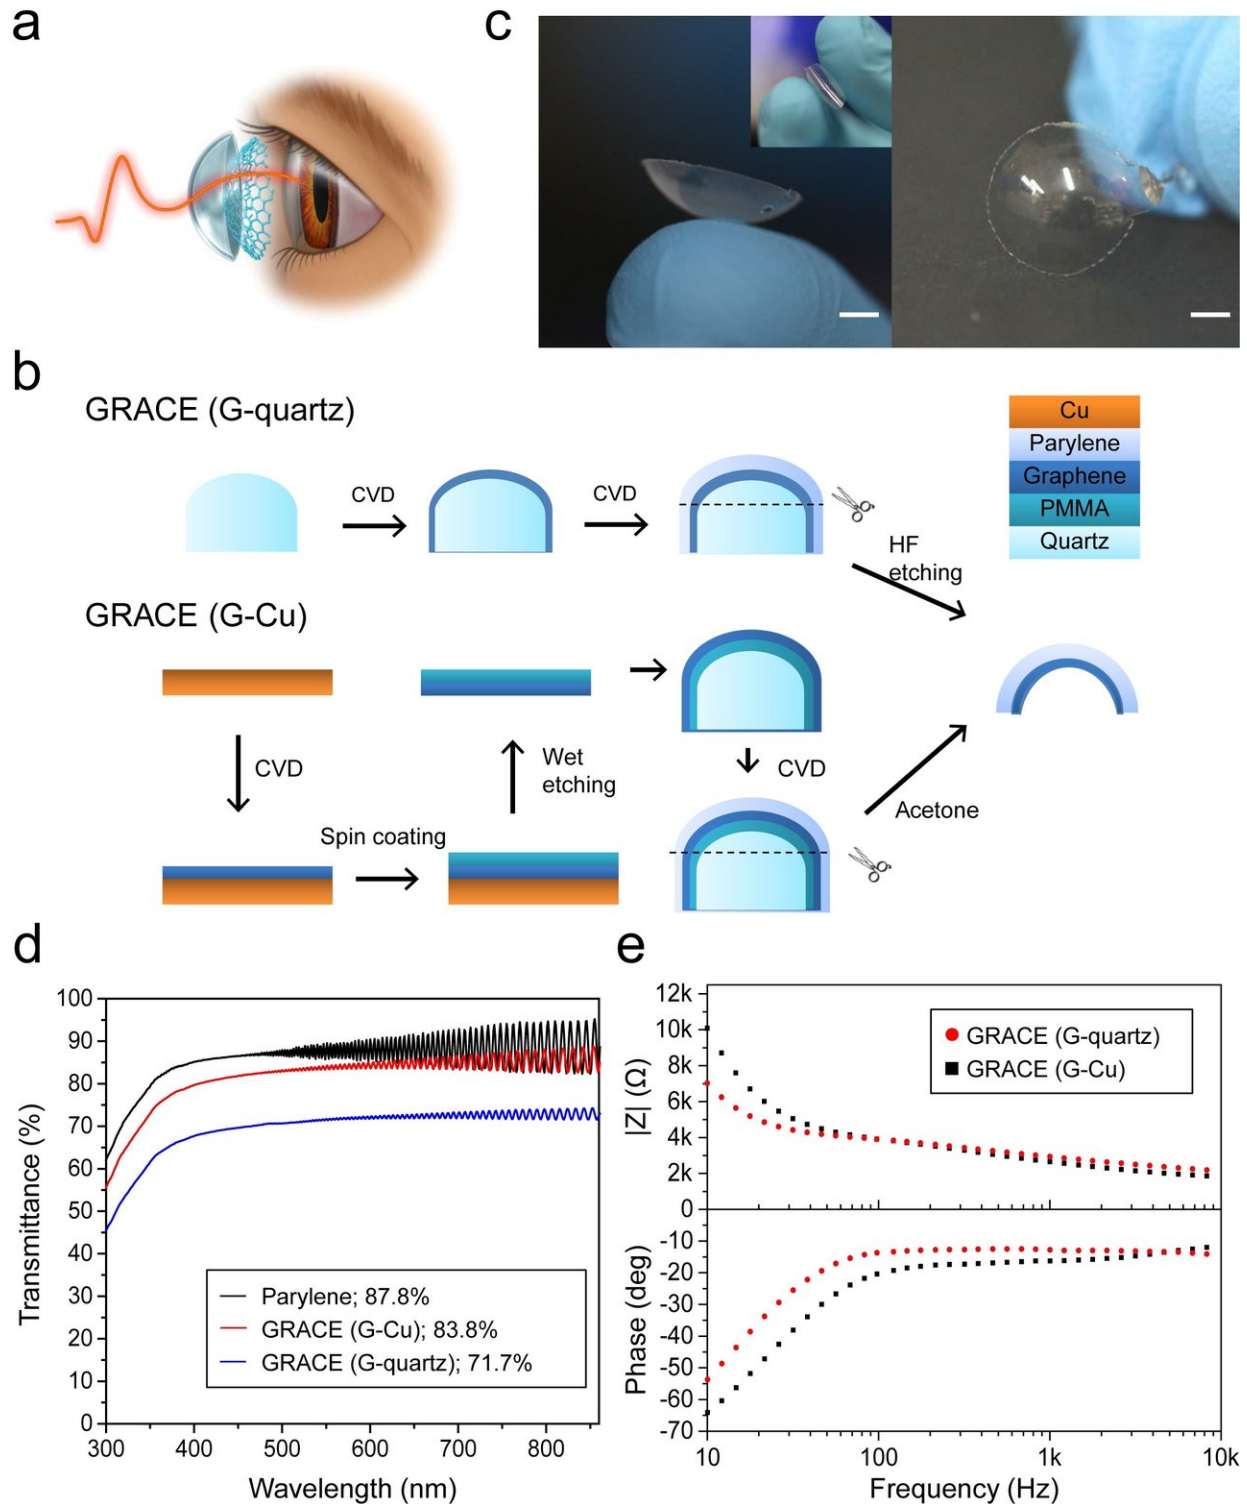 a
c
b
GRACE (G-quartz)
CVD
CVD
HF
etching
Cu
Parylene
Graphene
PMMA
Quartz
GRACE (G-Cu)
CVD
Spin coating
Wet
etching
CVD
Acetone
d
Transmittance (%)
100
90
80
70
60
50
40
30
20
10
0
Parylene; 87.8%
GRACE (G-Cu); 83.8%
GRACE (G-quartz); 71.7%
300
400
500
600
700
800
Wavelength (nm)
e
|Z| (Ω)
12k
10k
8k
6k
4k
2k
0
GRACE (G-quartz)
GRACE (G-Cu)
Phase (deg)
-10
-20
-30
-40
-50
-60
-70
10
100
1k
10k
Frequency (Hz)